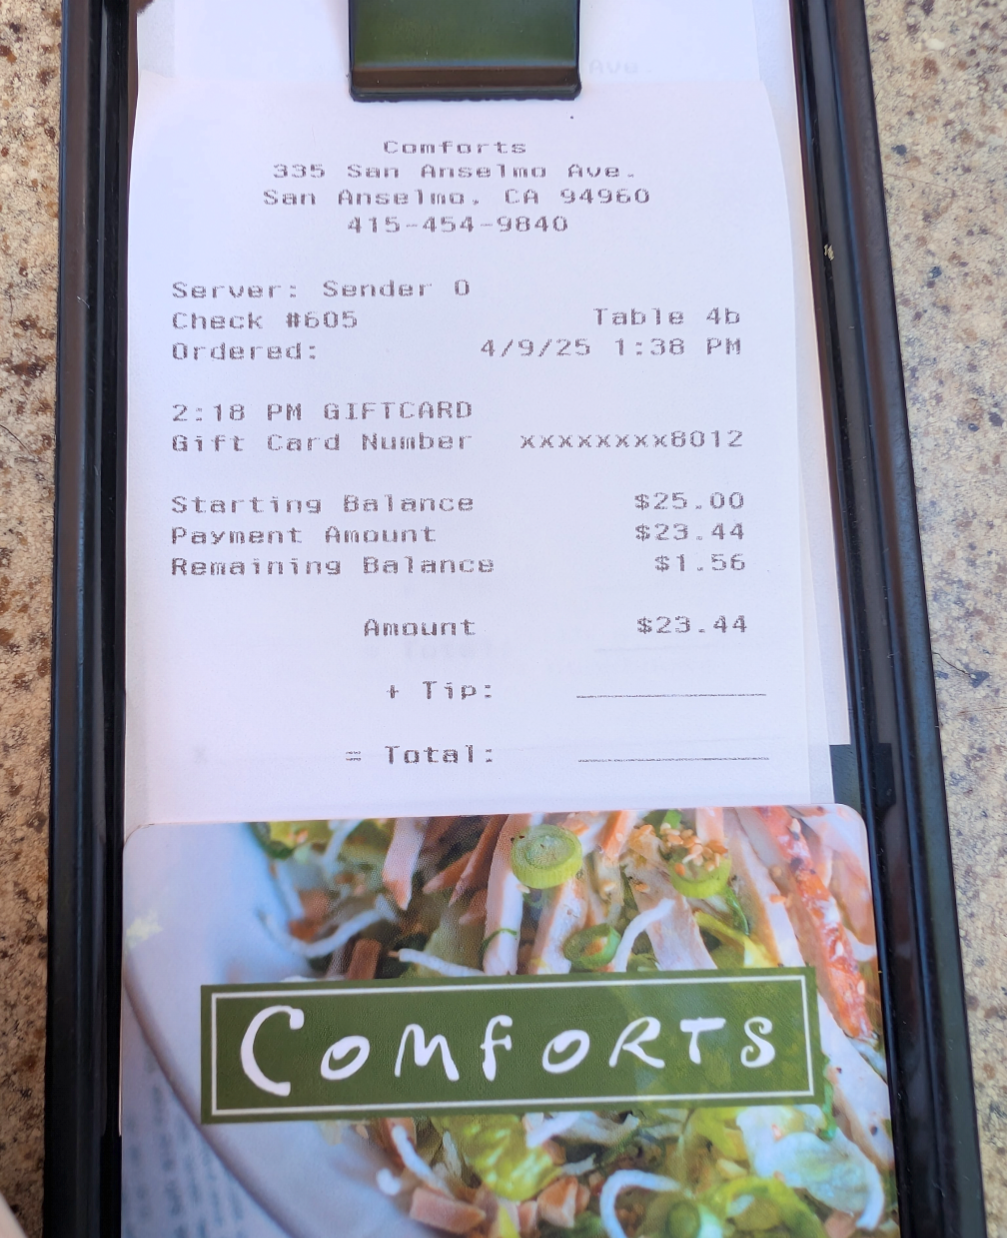 Comforts
335 San Anselmo Ave.
San Anselmo, CA 94960
415-454-9840
Server: Sender O
Check #605 Table 4b
Ordered: 4/9/25 1:38 PM
2:18 PM GIFTCARD
Gift Card Number xxxxxxxx8012
Starting Balance $25.00
Payment Amount $23.44
Remaining Balance $1.56
Amount $23.44
+ Tip:
= Total:
COMFORTS